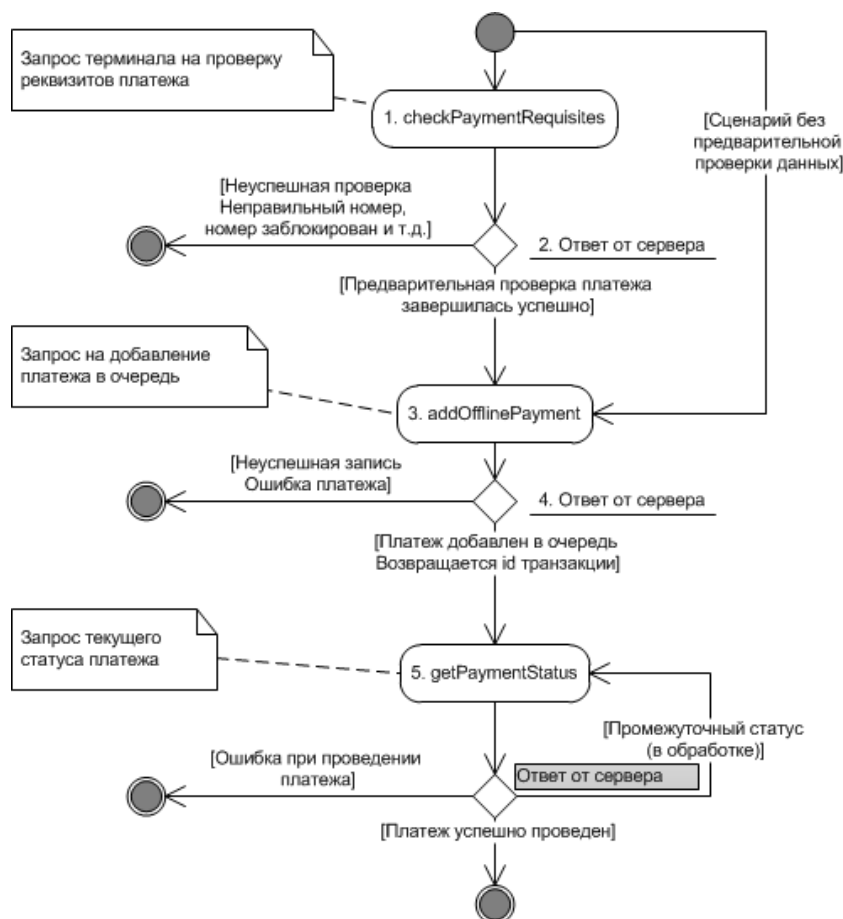 Запрос терминала на проверку
реквизитов платежа
1. checkPaymentRequisites
[Сценарий без
предварительной
проверки данных]
[Неуспешная проверка
Неправильный номер,
номер заблокирован и т.д.]
2. Ответ от сервера
[Предварительная проверка платежа
завершилась успешно]
Запрос на добавление
платежа в очередь
3. addOfflinePayment
[Неуспешная запись
Ошибка платежа]
4. Ответ от сервера
[Платеж добавлен в очередь
Возвращается id транзакции]
Запрос текущего
статуса платежа
5. getPaymentStatus
[Промежуточный статус
(в обработке)]
[Ошибка при проведении
платежа]
Ответ от сервера
[Платеж успешно проведен]